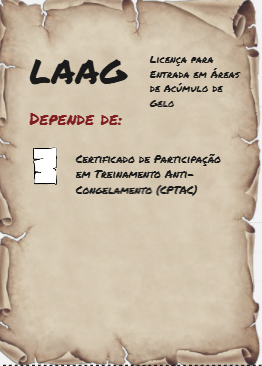 LAAG
Licença para
Entrada em Áreas
de Acúmulo de
Gelo
Depende de:
Certificado de Participação
em Treinamento Anti-
Congelamento (CPTAC)